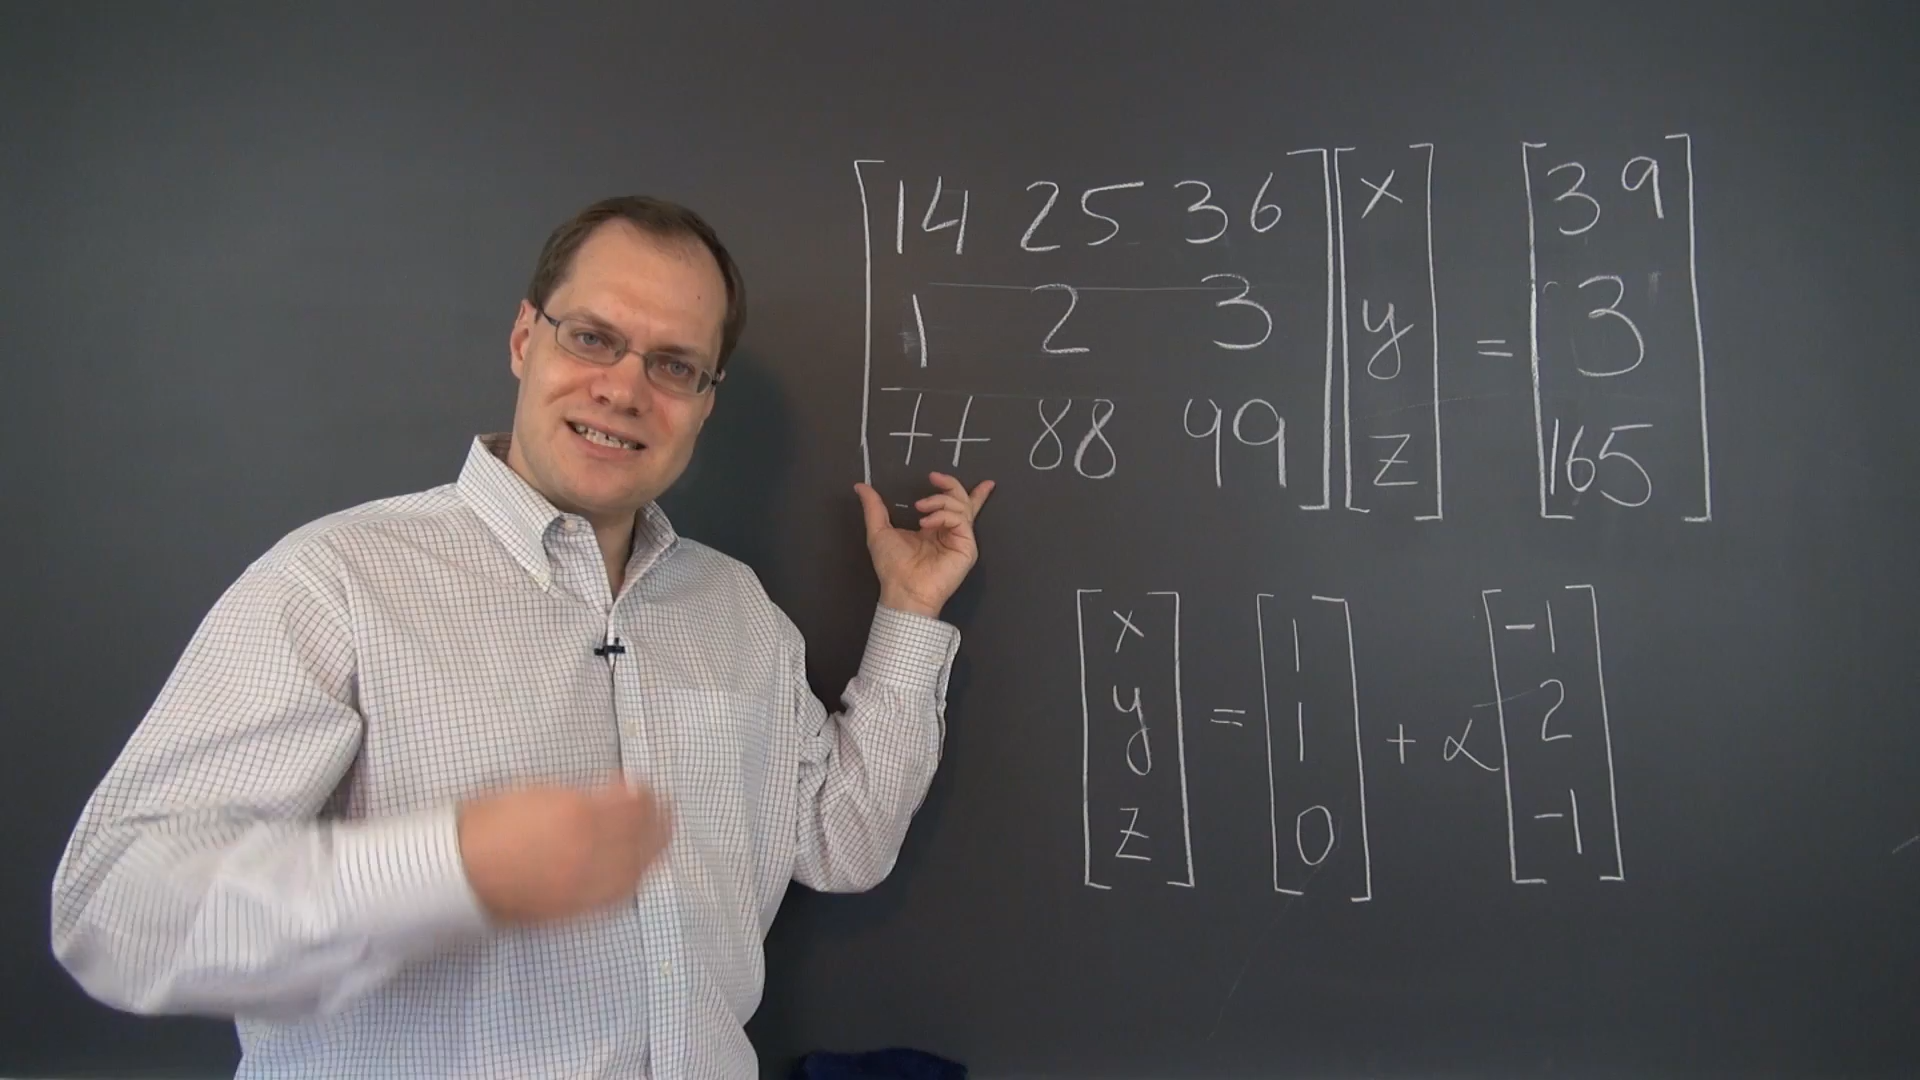 14 25 36 x 39
1 2 3 y = 3
77 88 99 z 165
x 1 -1
y = 1 + α 2
z 0 -1